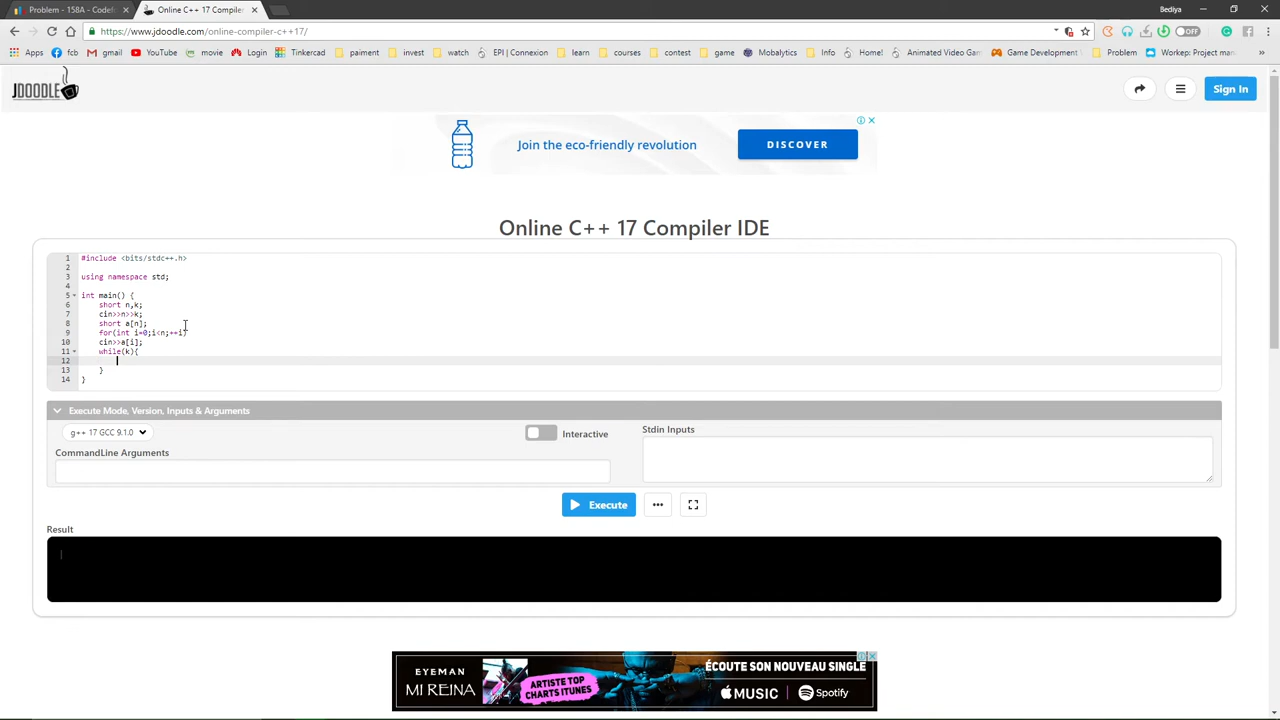 Problem - 158A - Codefo
Online C++ 17 Compiler
Bediya
https://www.jdoodle.com/online-compiler-c++17/
OFF
Apps
fcb
gmail
YouTube
movie
Login
Tinkercad
paiment
invest
watch
EPI | Connexion
learn
courses
contest
game
Mobalytics
Info
Home!
Animated Video Gam
Game Development
Problem
Workep: Project man
JDOODLE
Sign In
Join the eco-friendly revolution
DISCOVER
Online C++ 17 Compiler IDE
1 #include <bits/stdc++.h>
2
3 using namespace std;
4
5 int main() {
6 short n,k;
7 cin>>n>>k;
8 short a[n];
9 for(int i=0;i<n;++i)
10 cin>>a[i];
11 while(k){
12
13 }
14 }
Execute Mode, Version, Inputs & Arguments
g++ 17 GCC 9.1.0
Interactive
Stdin Inputs
CommandLine Arguments
Execute
Result
EYEMAN
MI REINA
ARTISTE TOP
CHARTS ITUNES
ÉCOUTE SON NOUVEAU SINGLE
MUSIC
Spotify